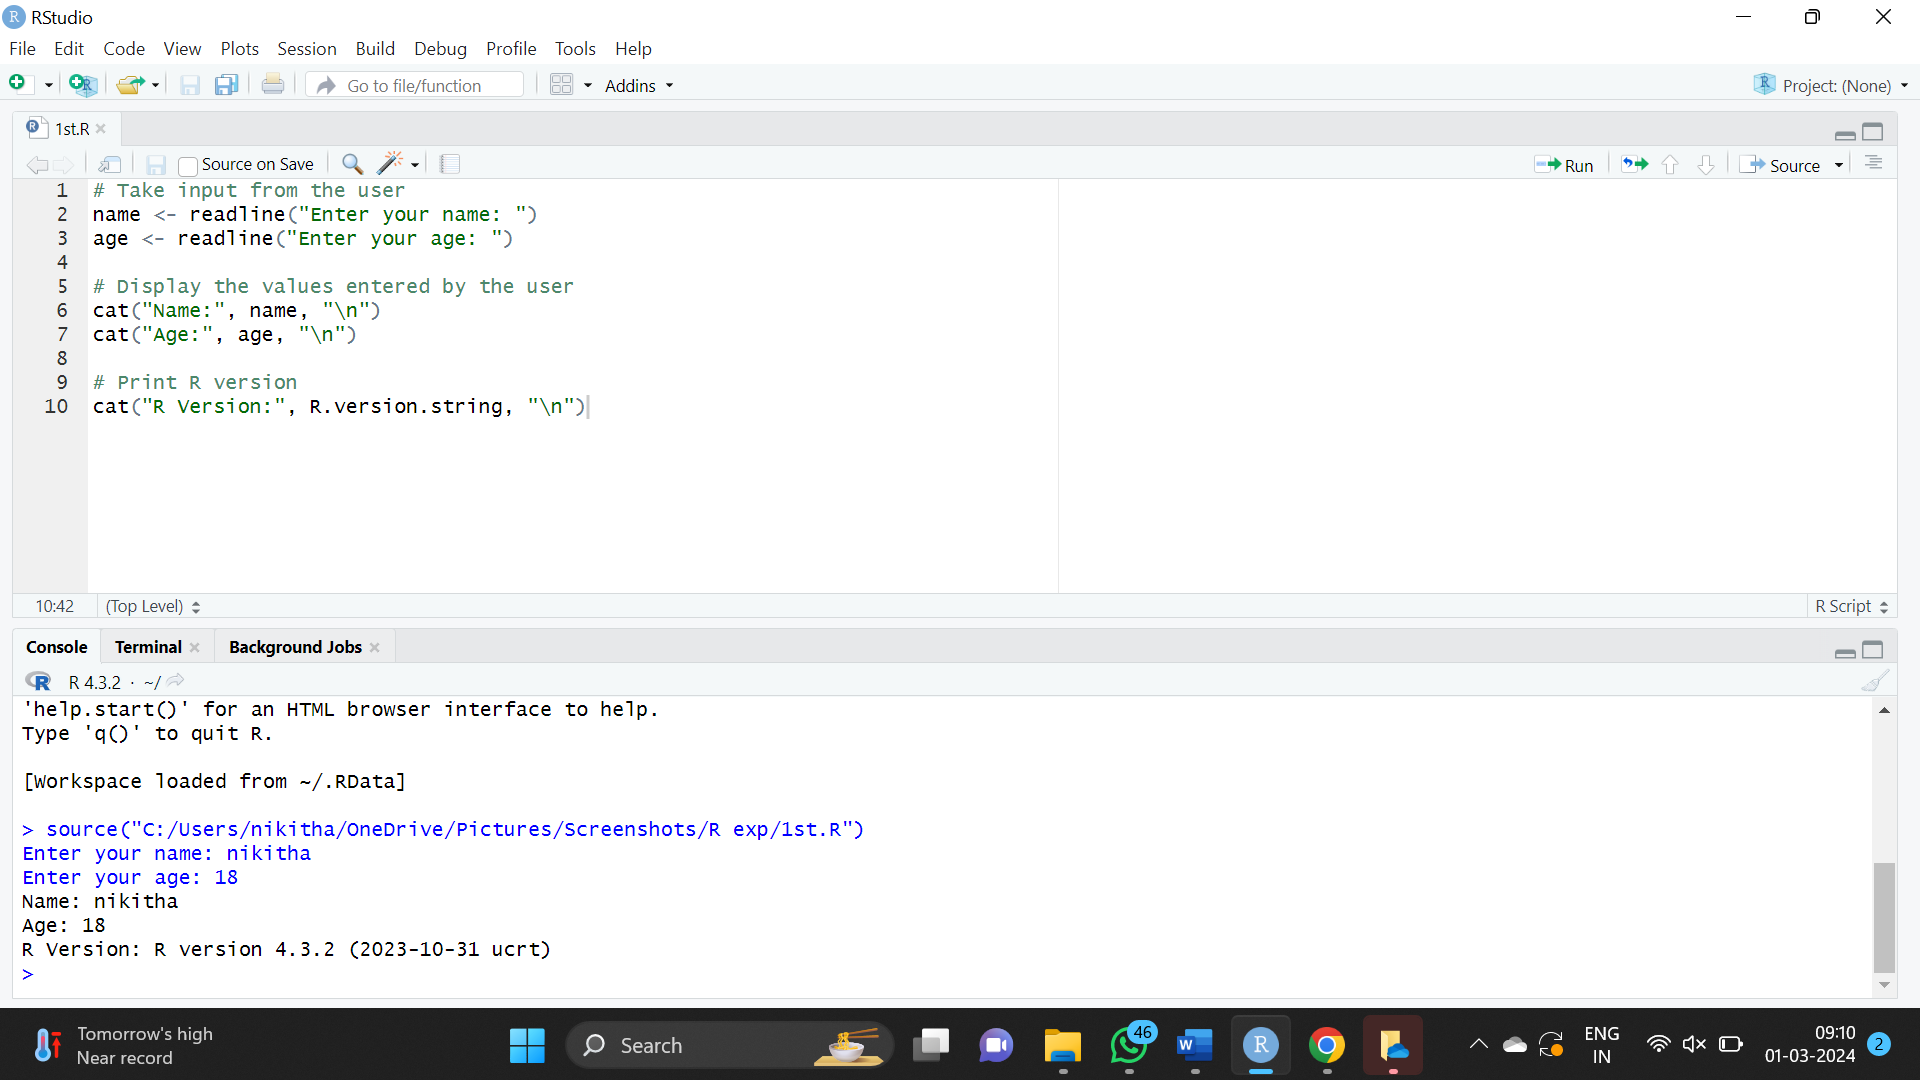 RStudio
File Edit Code View Plots Session Build Debug Profile Tools Help
Go to file/function Addins Project: (None)
1st.R
Source on Save Run Source
1 # Take input from the user
2 name <- readline("Enter your name: ")
3 age <- readline("Enter your age: ")
4
5 # Display the values entered by the user
6 cat("Name:", name, "\n")
7 cat("Age:", age, "\n")
8
9 # Print R version
10 cat("R Version:", R.version.string, "\n")
10:42 (Top Level) R Script
Console Terminal Background Jobs
R 4.3.2 · ~/
'help.start()' for an HTML browser interface to help.
Type 'q()' to quit R.
[Workspace loaded from ~/.RData]
> source("C:/Users/nikitha/OneDrive/Pictures/Screenshots/R exp/1st.R")
Enter your name: nikitha
Enter your age: 18
Name: nikitha
Age: 18
R Version: R version 4.3.2 (2023-10-31 ucrt)
>
Tomorrow's high
Near record
Search
46
ENG
IN
09:10
01-03-2024
2